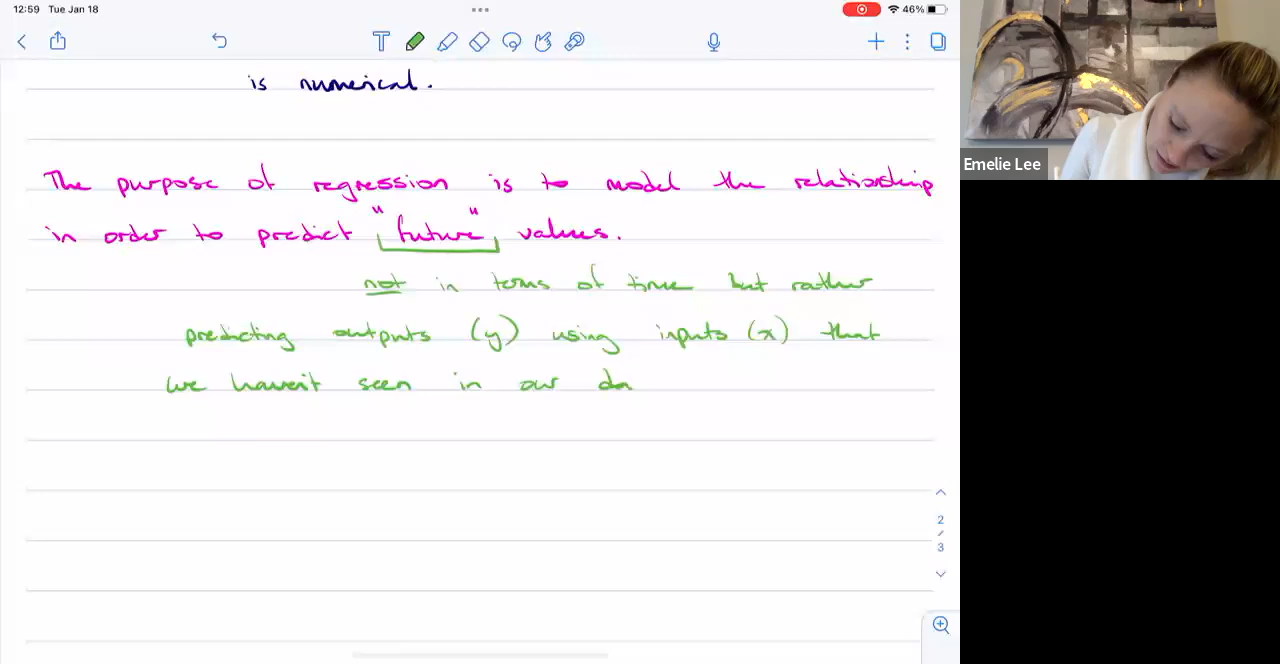 12:59 Tue Jan 18
46%
is numerical.
The purpose of regression is to model the relationship
in order to predict "future" values.
not in terms of time but rather
predicting outputs (y) using inputs (x) that
we haven't seen in our da
Emelie Lee
2
3